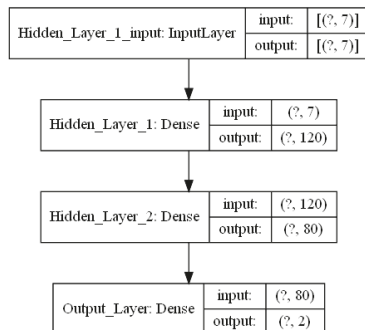 Hidden_Layer_1_input: InputLayer
input: [(?, 7)]
output: [(?, 7)]
Hidden_Layer_1: Dense
input: (?, 7)
output: (?, 120)
Hidden_Layer_2: Dense
input: (?, 120)
output: (?, 80)
Output_Layer: Dense
input: (?, 80)
output: (?, 2)